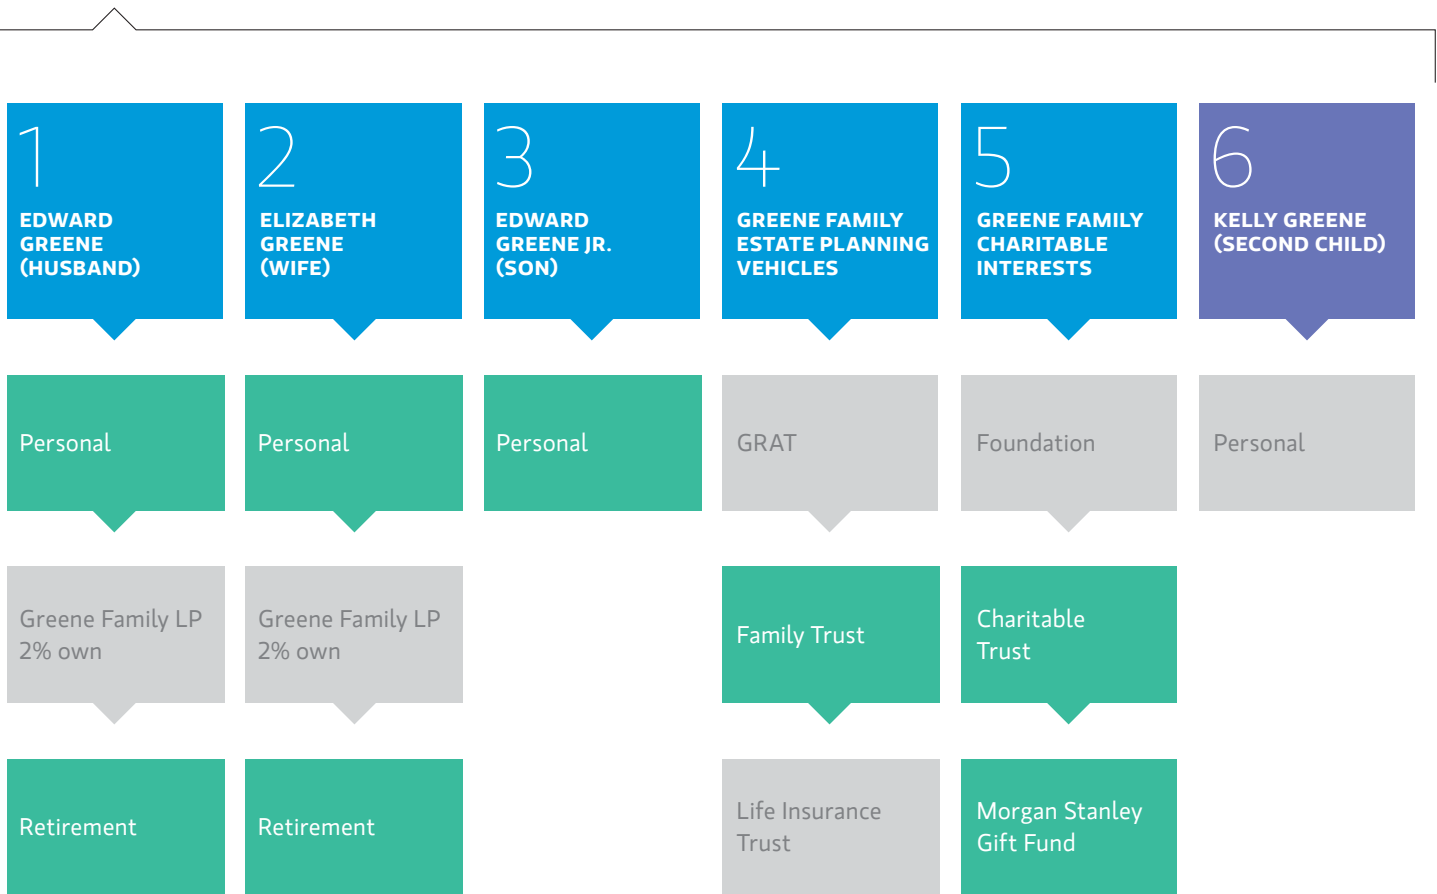 1
EDWARD
GREENE
(HUSBAND)
2
ELIZABETH
GREENE
(WIFE)
3
EDWARD
GREENE JR.
(SON)
4
GREENE FAMILY
ESTATE PLANNING
VEHICLES
5
GREENE FAMILY
CHARITABLE
INTERESTS
6
KELLY GREENE
(SECOND CHILD)
Personal
Personal
Personal
GRAT
Foundation
Personal
Greene Family LP
2% own
Greene Family LP
2% own
Family Trust
Charitable
Trust
Retirement
Retirement
Life Insurance
Trust
Morgan Stanley
Gift Fund